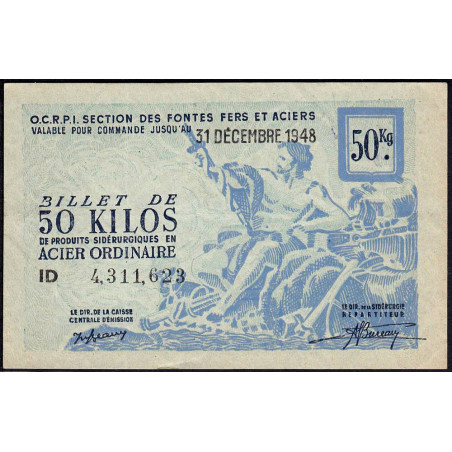 O.C.R.P.I. SECTION DES FONTES FERS ET ACIERS
VALABLE POUR COMMANDE JUSQU'AU 31 DÉCEMBRE 1948
50 Kg.
BILLET DE
50 KILOS
DE PRODUITS SIDÉRURGIQUES EN
ACIER ORDINAIRE
ID 4,311,623
LE DIR. DE LA CAISSE
CENTRALE D'ÉMISSION
LE DIR. DE LA SIDÉRURGIE
RÉPARTITEUR